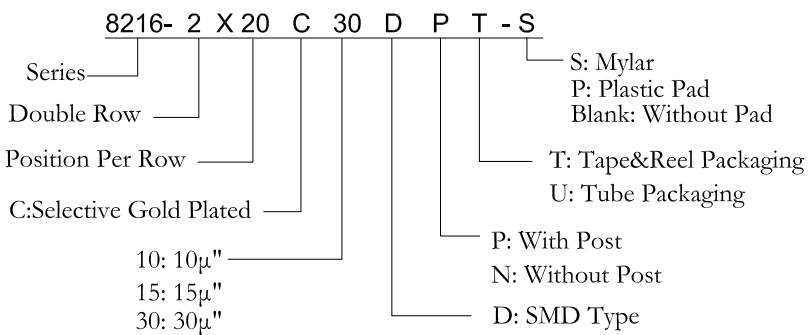 8216- 2 X 20 C 30 D P T - S
Series
Double Row
Position Per Row
C:Selective Gold Plated
10: 10μ"
15: 15μ"
30: 30μ"
S: Mylar
P: Plastic Pad
Blank: Without Pad
T: Tape&Reel Packaging
U: Tube Packaging
P: With Post
N: Without Post
D: SMD Type